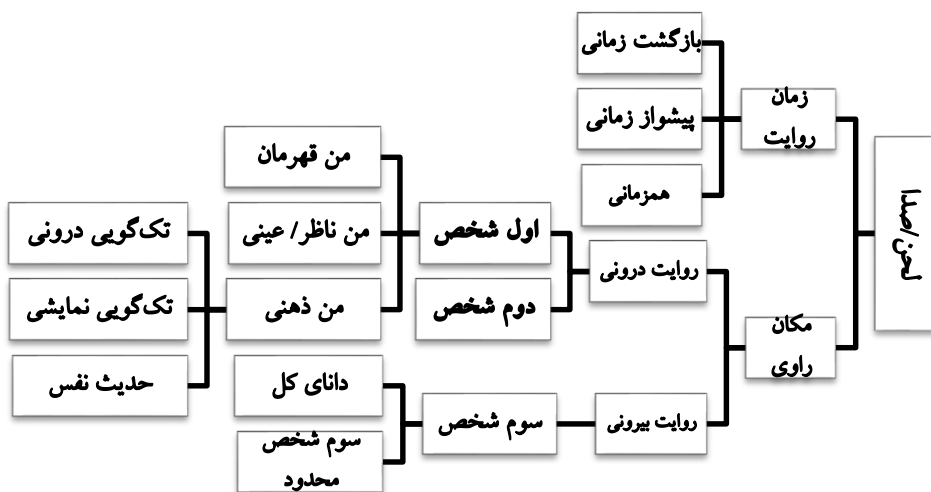 لحن/صدا
زمان
روایت
بازگشت زمانی
پیشواز زمانی
همزمانی
مکان
راوی
روایت درونی
اول شخص
من قهرمان
من ناظر/ عینی
من ذهنی
تک‌گویی درونی
تک‌گویی نمایشی
حدیث نفس
دوم شخص
روایت بیرونی
سوم شخص
دانای کل
سوم شخص
محدود